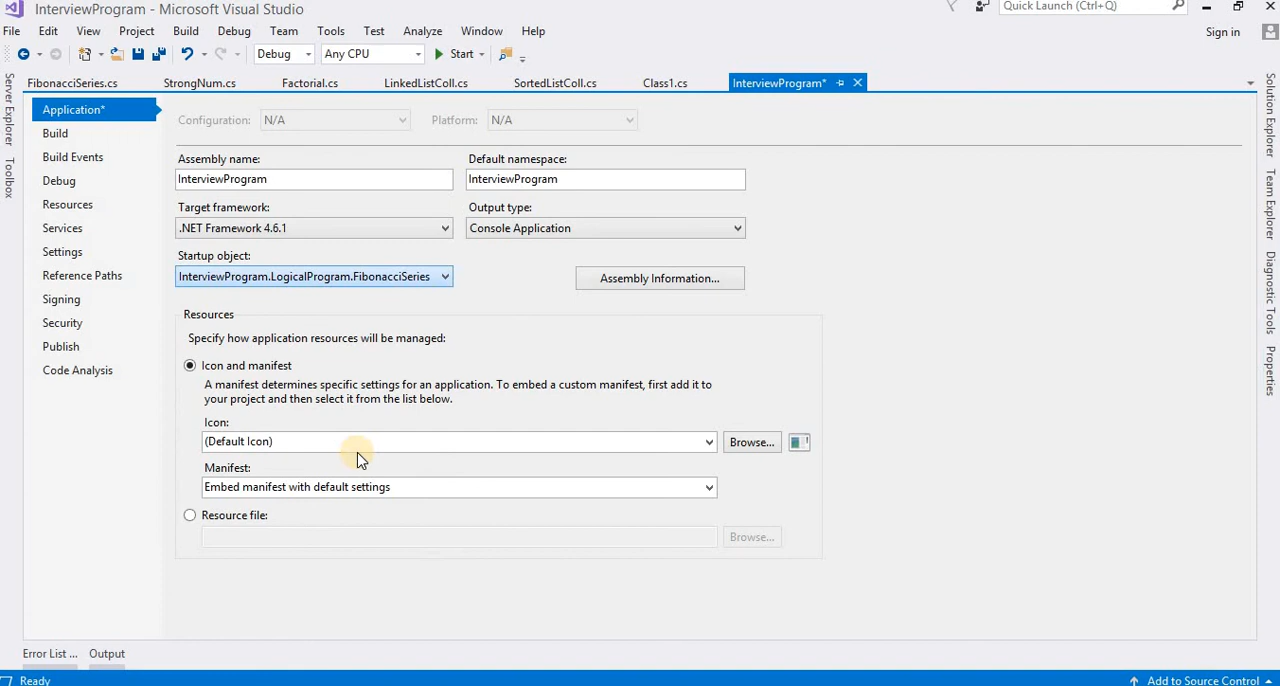 InterviewProgram - Microsoft Visual Studio
Quick Launch (Ctrl+Q)
File Edit View Project Build Debug Team Tools Test Analyze Window Help
Sign in
Debug Any CPU Start
FibonacciSeries.cs StrongNum.cs Factorial.cs LinkedListColl.cs SortedListColl.cs Class1.cs InterviewProgram*
Server Explorer
Toolbox
Application*
Build
Build Events
Debug
Resources
Services
Settings
Reference Paths
Signing
Security
Publish
Code Analysis
Configuration: N/A Platform: N/A
Assembly name: Default namespace:
InterviewProgram InterviewProgram
Target framework: Output type:
.NET Framework 4.6.1 Console Application
Startup object:
InterviewProgram.LogicalProgram.FibonacciSeries Assembly Information...
Resources
Specify how application resources will be managed:
Icon and manifest
A manifest determines specific settings for an application. To embed a custom manifest, first add it to
your project and then select it from the list below.
Icon:
(Default Icon) Browse...
Manifest:
Embed manifest with default settings
Resource file:
Browse...
Solution Explorer
Team Explorer
Diagnostic Tools
Properties
Error List ... Output
Ready Add to Source Control